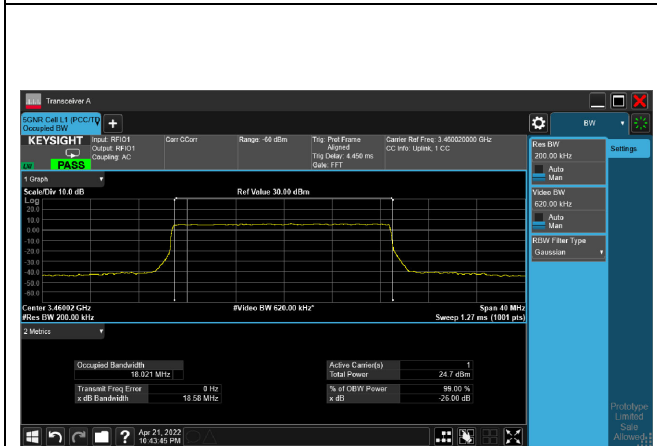 Transceiver A
5GNR Cell L1 (PCC/TD
Occupied BW
+
BW
KEYSIGHT Input: RFIO1 Corr CCorr Range: -60 dBm Trig: Prot Frame Carrier Ref Freq: 3.460020000 GHz
Output: RFIO1 Aligned CC Info: Uplink, 1 CC
Coupling: AC Trig Delay: 4.450 ms
PASS Gate: FFT
Res BW Settings
200.00 kHz
Auto
Man
Video BW
620.00 kHz
Auto
Man
RBW Filter Type
Gaussian
1 Graph
Scale/Div 10.0 dB Ref Value 30.00 dBm
Log
20.0
10.0
0.00
-10.0
-20.0
-30.0
-40.0
-50.0
-60.0
Center 3.46002 GHz #Video BW 620.00 kHz* Span 40 MHz
#Res BW 200.00 kHz Sweep 1.27 ms (1001 pts)
2 Metrics
Occupied Bandwidth Active Carrier(s) 1
18.021 MHz Total Power 24.7 dBm
Transmit Freq Error 0 Hz % of OBW Power 99.00 %
x dB Bandwidth 18.58 MHz x dB -26.00 dB
Prototype
Limited
Sale
Allowed
? Apr 21, 2022
10:43:45 PM